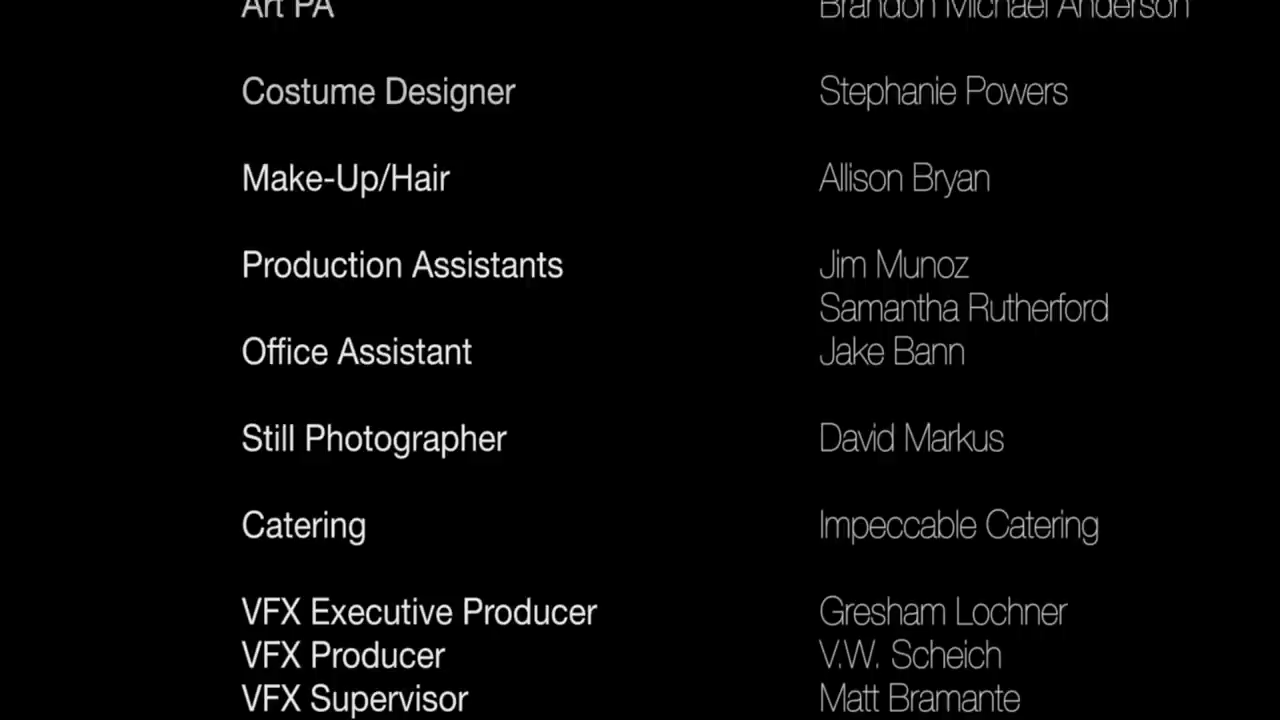 Art PA Brandon Michael Anderson
Costume Designer Stephanie Powers
Make-Up/Hair Allison Bryan
Production Assistants Jim Munoz
Samantha Rutherford
Office Assistant Jake Bann
Still Photographer David Markus
Catering Impeccable Catering
VFX Executive Producer Gresham Lochner
VFX Producer V.W. Scheich
VFX Supervisor Matt Bramante